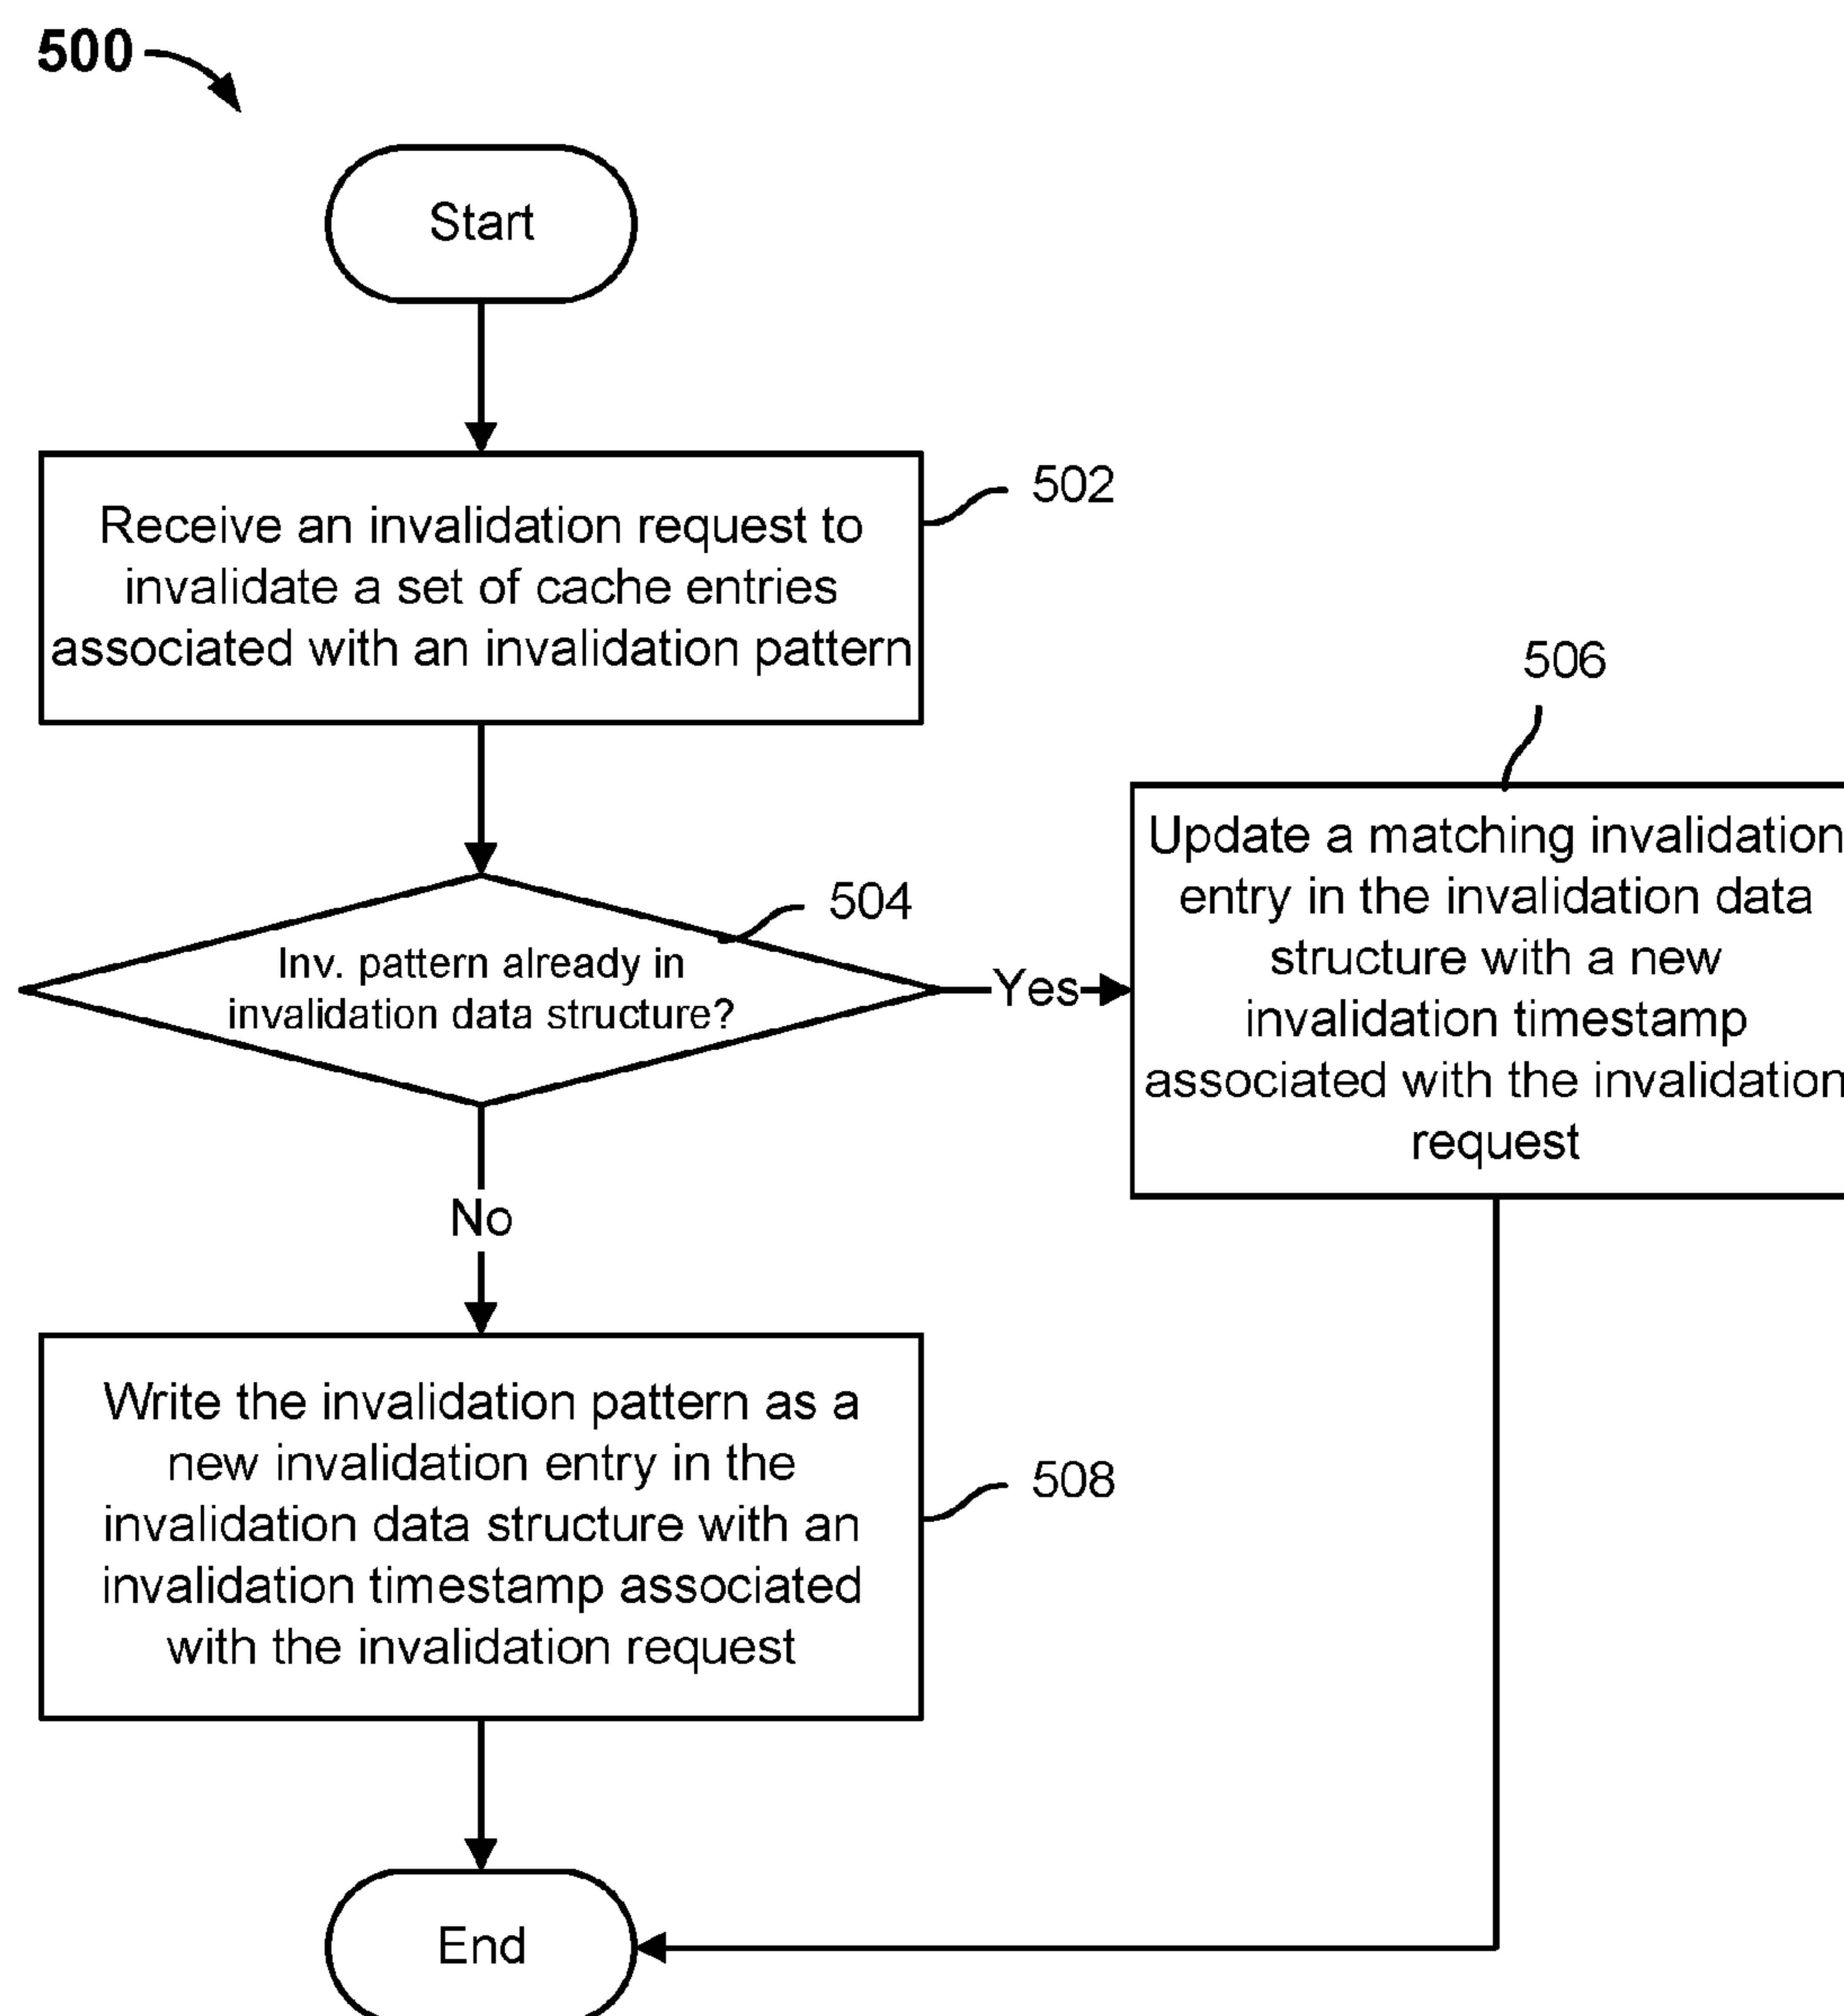 500
Start
Receive an invalidation request to
invalidate a set of cache entries
associated with an invalidation pattern
502
506
Update a matching invalidation
entry in the invalidation data
structure with a new
invalidation timestamp
associated with the invalidation
request
504
Inv. pattern already in
invalidation data structure?
Yes
No
Write the invalidation pattern as a
new invalidation entry in the
invalidation data structure with an
invalidation timestamp associated
with the invalidation request
508
End